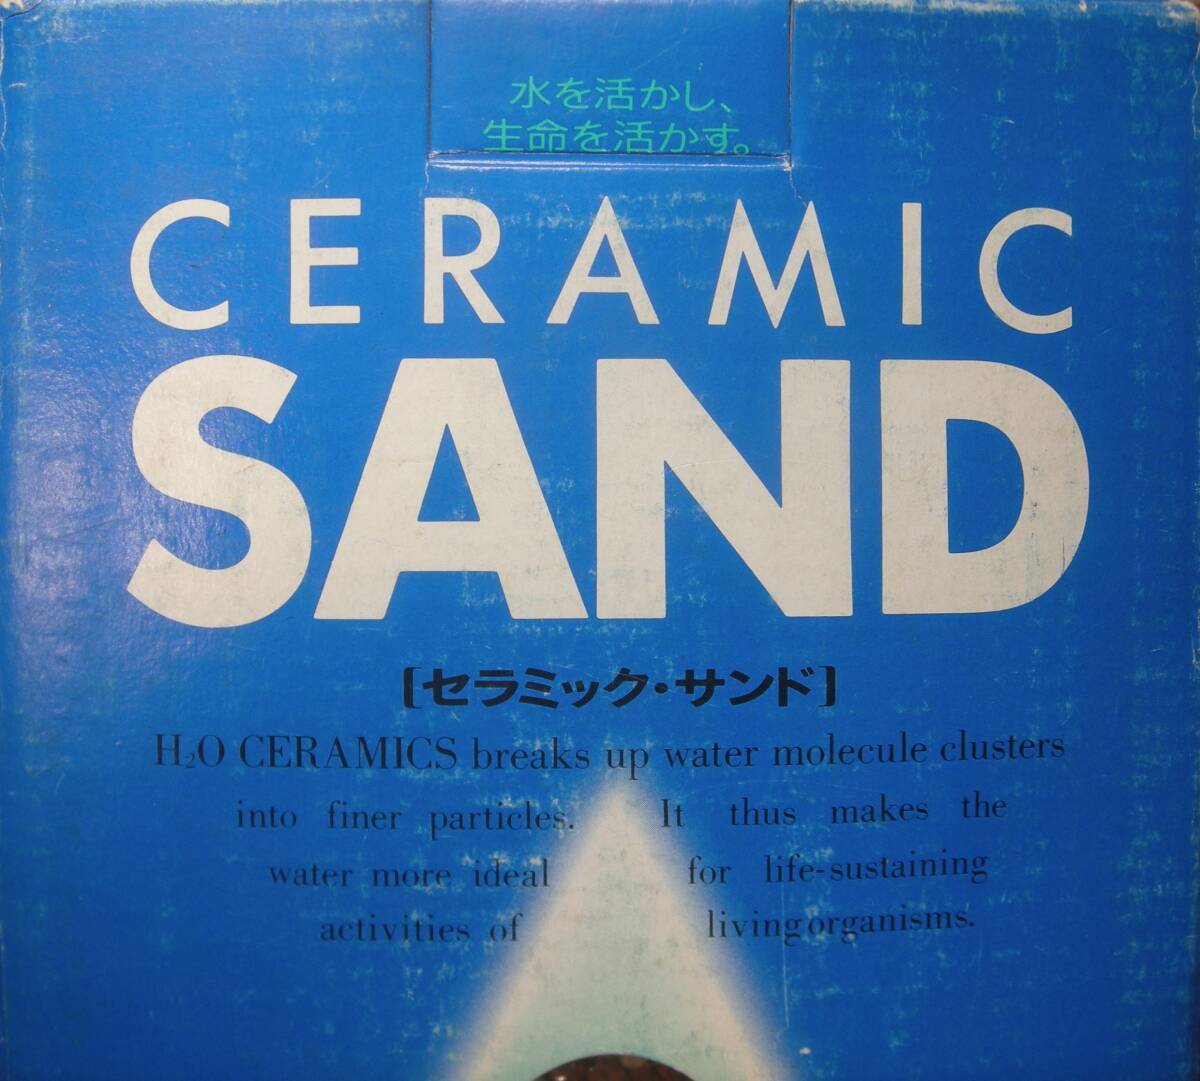 水を活かし、
生命を活かす。
CERAMIC
SAND
[セラミック・サンド]
H₂O CERAMICS breaks up water molecule clusters
into finer particles. It thus makes the
water more ideal for life-sustaining
activities of living organisms.